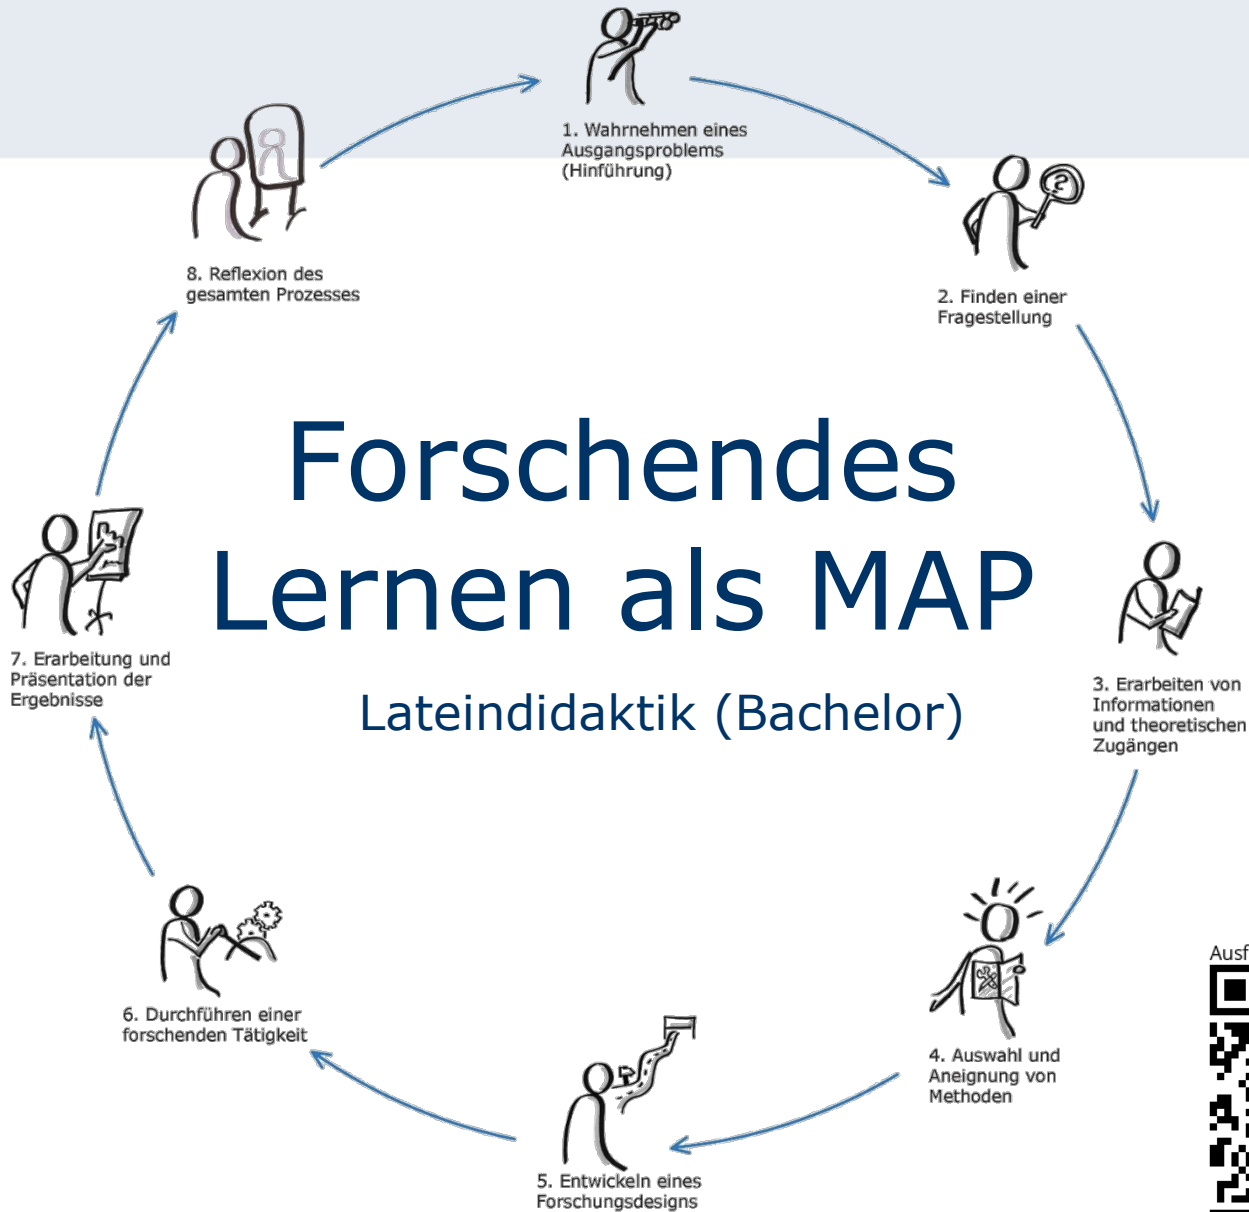 1. Wahrnehmen eines
Ausgangsproblems
(Hinführung)
2. Finden einer
Fragestellung
3. Erarbeiten von
Informationen
und theoretischen
Zugängen
4. Auswahl und
Aneignung von
Methoden
5. Entwickeln eines
Forschungsdesigns
6. Durchführen einer
forschenden Tätigkeit
7. Erarbeitung und
Präsentation der
Ergebnisse
8. Reflexion des
gesamten Prozesses
Forschendes
Lernen als MAP
Lateindidaktik (Bachelor)